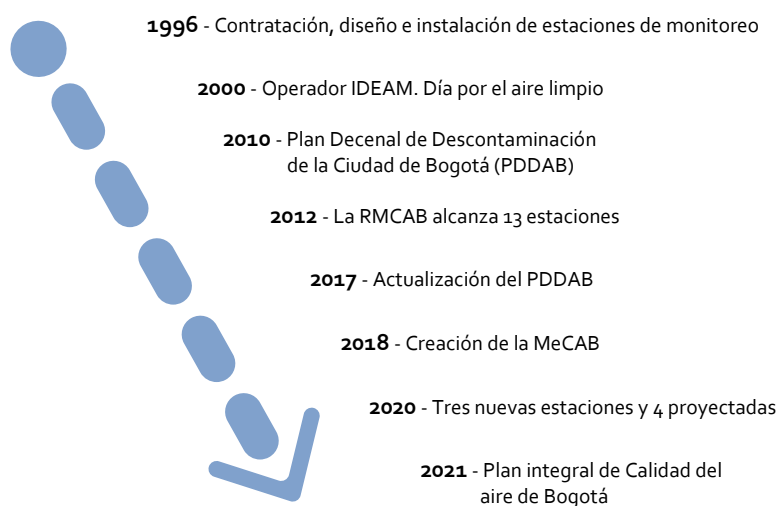 1996 - Contratación, diseño e instalación de estaciones de monitoreo
2000 - Operador IDEAM. Día por el aire limpio
2010 - Plan Decenal de Descontaminación
de la Ciudad de Bogotá (PDDAB)
2012 - La RMCAB alcanza 13 estaciones
2017 - Actualización del PDDAB
2018 - Creación de la MeCAB
2020 - Tres nuevas estaciones y 4 proyectadas
2021 - Plan integral de Calidad del
aire de Bogotá